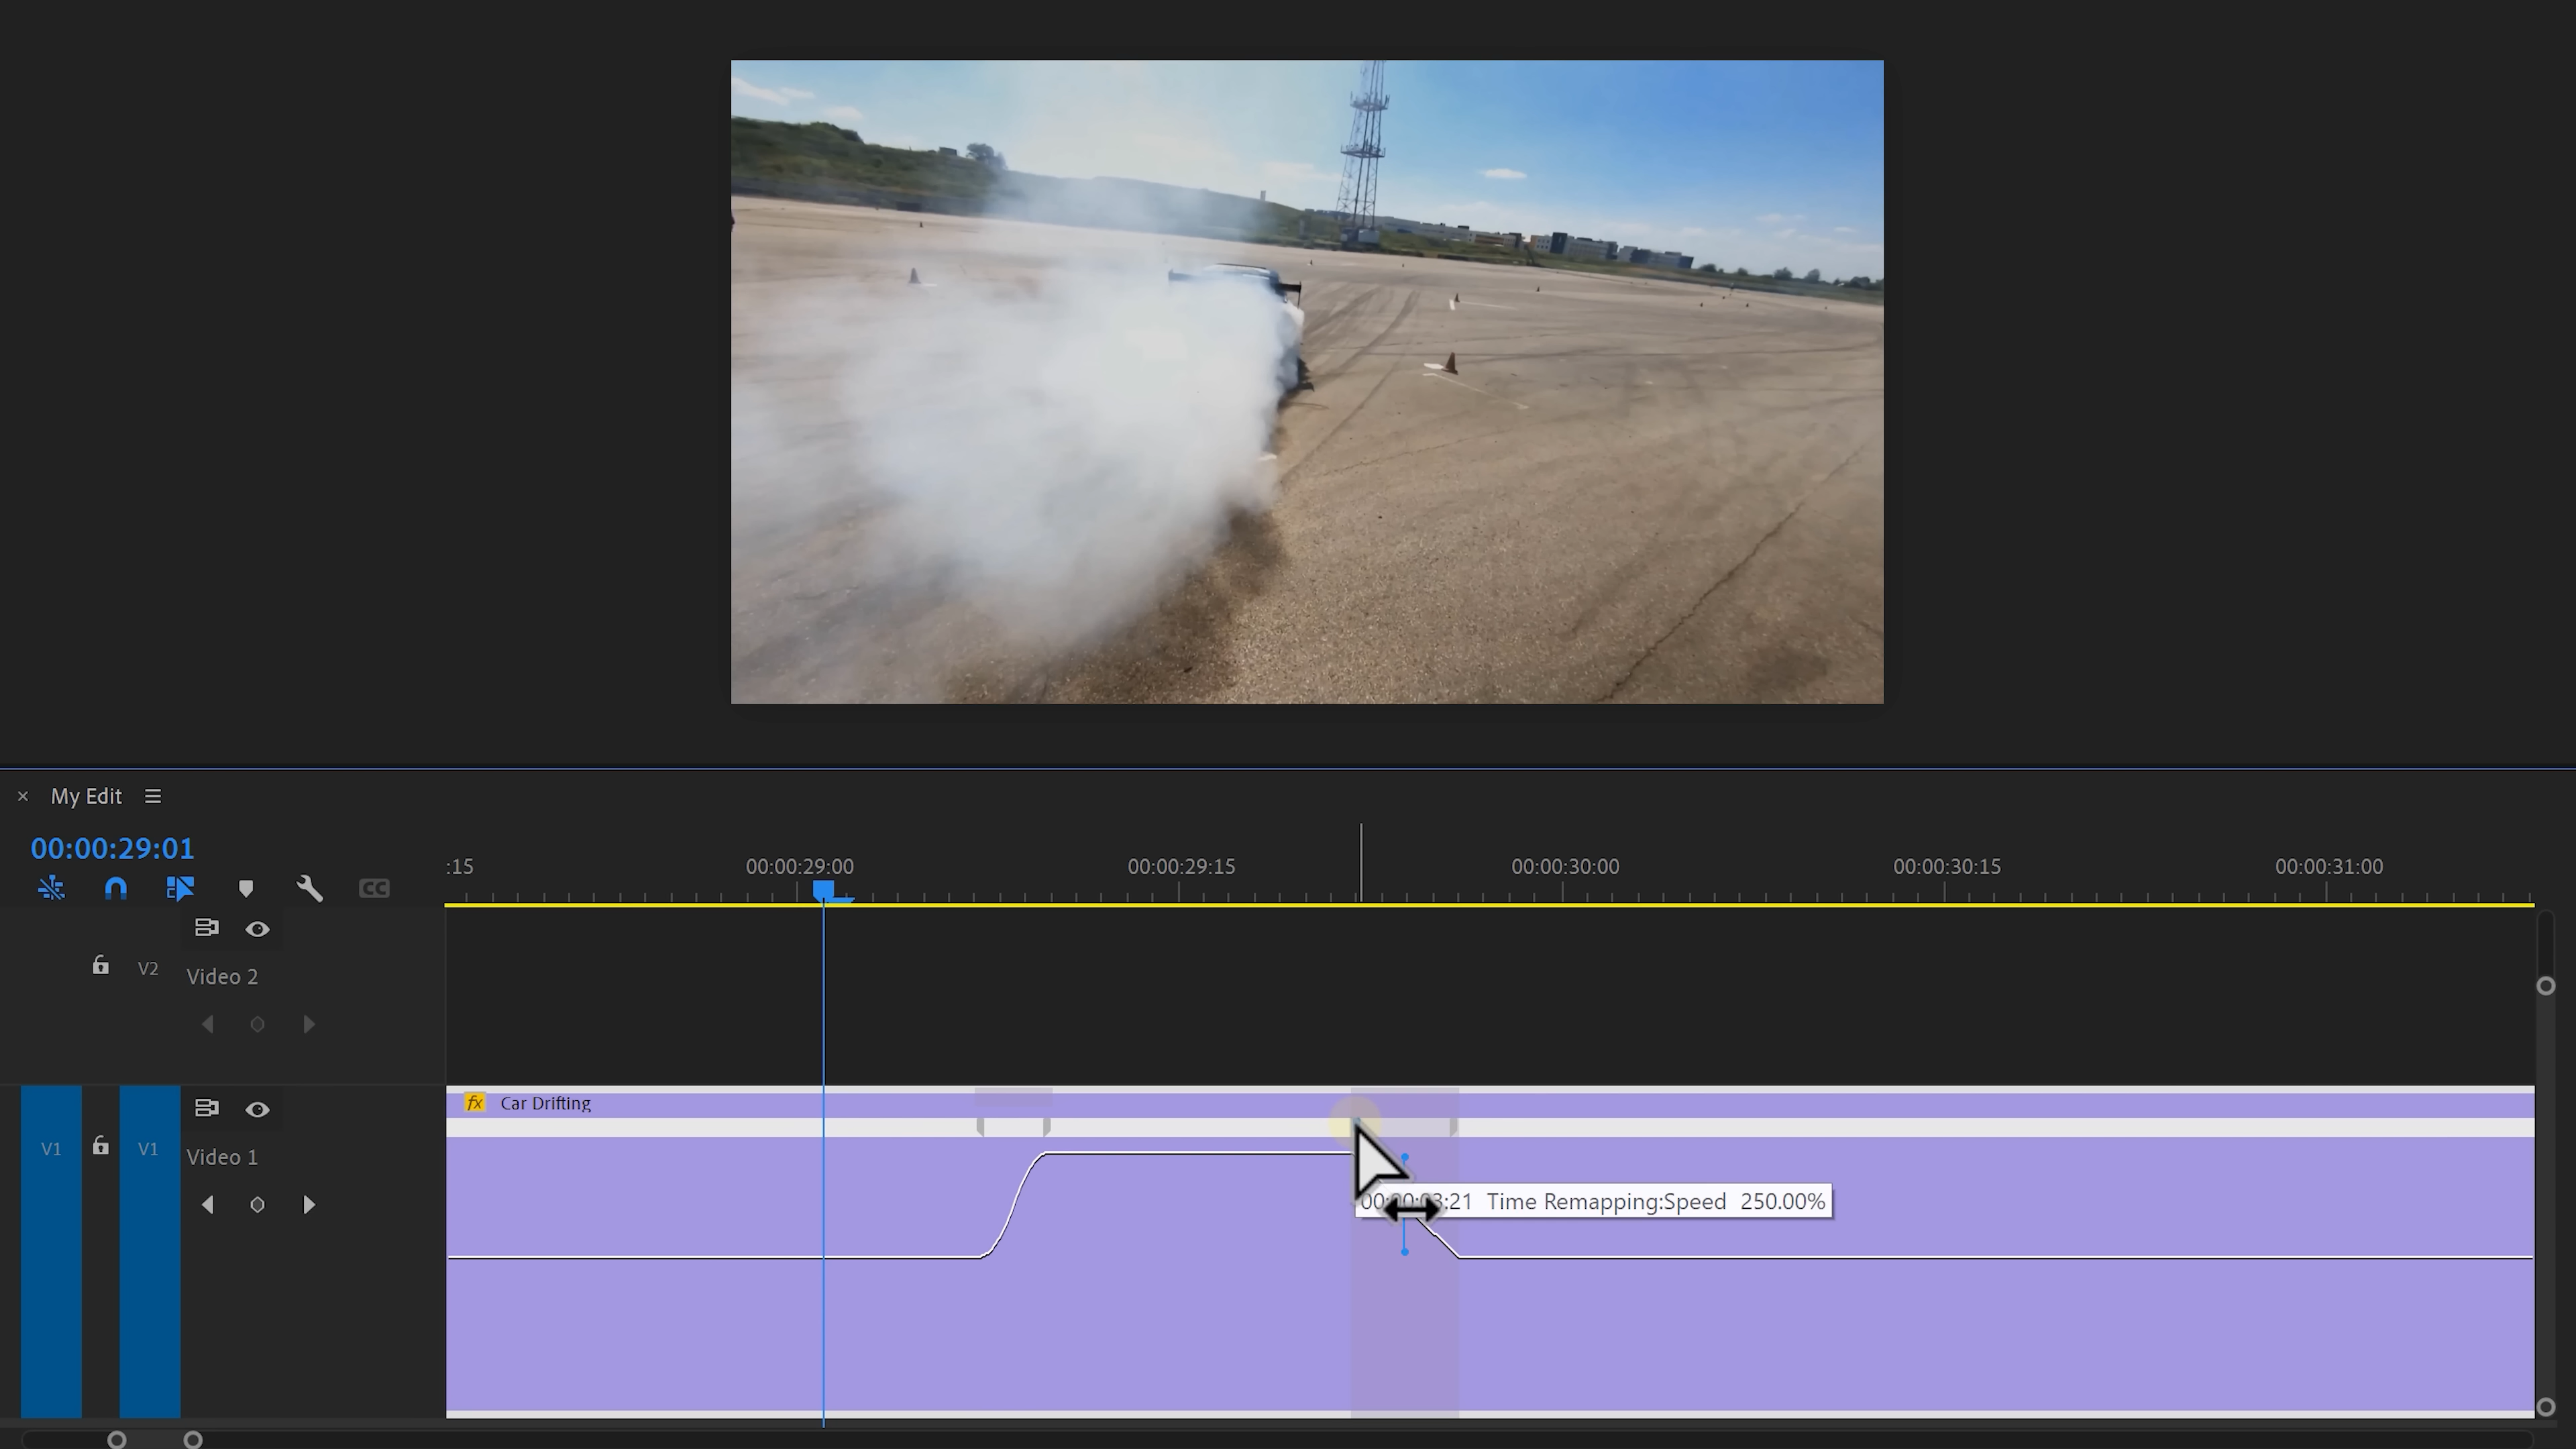 My Edit
00:00:29:01
:15
00:00:29:00
00:00:29:15
00:00:30:00
00:00:30:15
00:00:31:00
CC
V2
Video 2
fx Car Drifting
V1
V1
Video 1
Time Remapping:Speed 250.00%